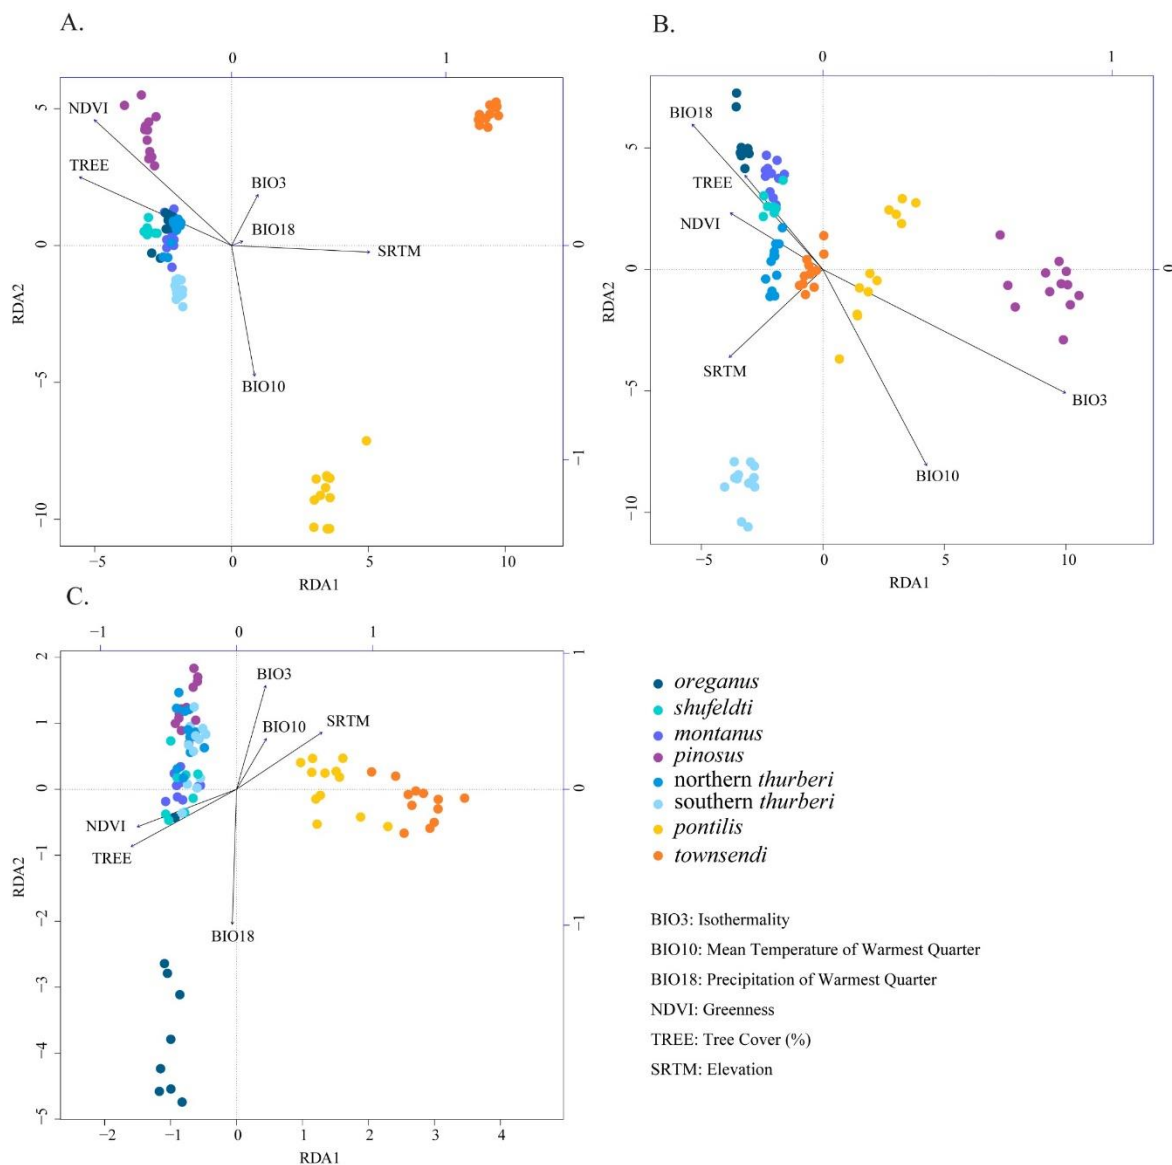 A.
0
1
NDVI
TREE
BIO3
BIO18
SRTM
BIO10
5
0
−5
−10
RDA2
0
−1
−5
0
5
10
RDA1
B.
0
1
BIO18
TREE
NDVI
SRTM
BIO3
BIO10
5
0
−5
−10
RDA2
0
−5
0
5
10
RDA1
C.
−1
0
1
BIO3
BIO10
SRTM
NDVI
TREE
BIO18
2
1
0
−1
−2
−3
−4
−5
RDA2
1
0
−1
−1
0
1
2
3
4
RDA1
oreganus
shufeldti
montanus
pinosus
northern thurberi
southern thurberi
pontilis
townsendi
BIO3: Isothermality
BIO10: Mean Temperature of Warmest Quarter
BIO18: Precipitation of Warmest Quarter
NDVI: Greenness
TREE: Tree Cover (%)
SRTM: Elevation